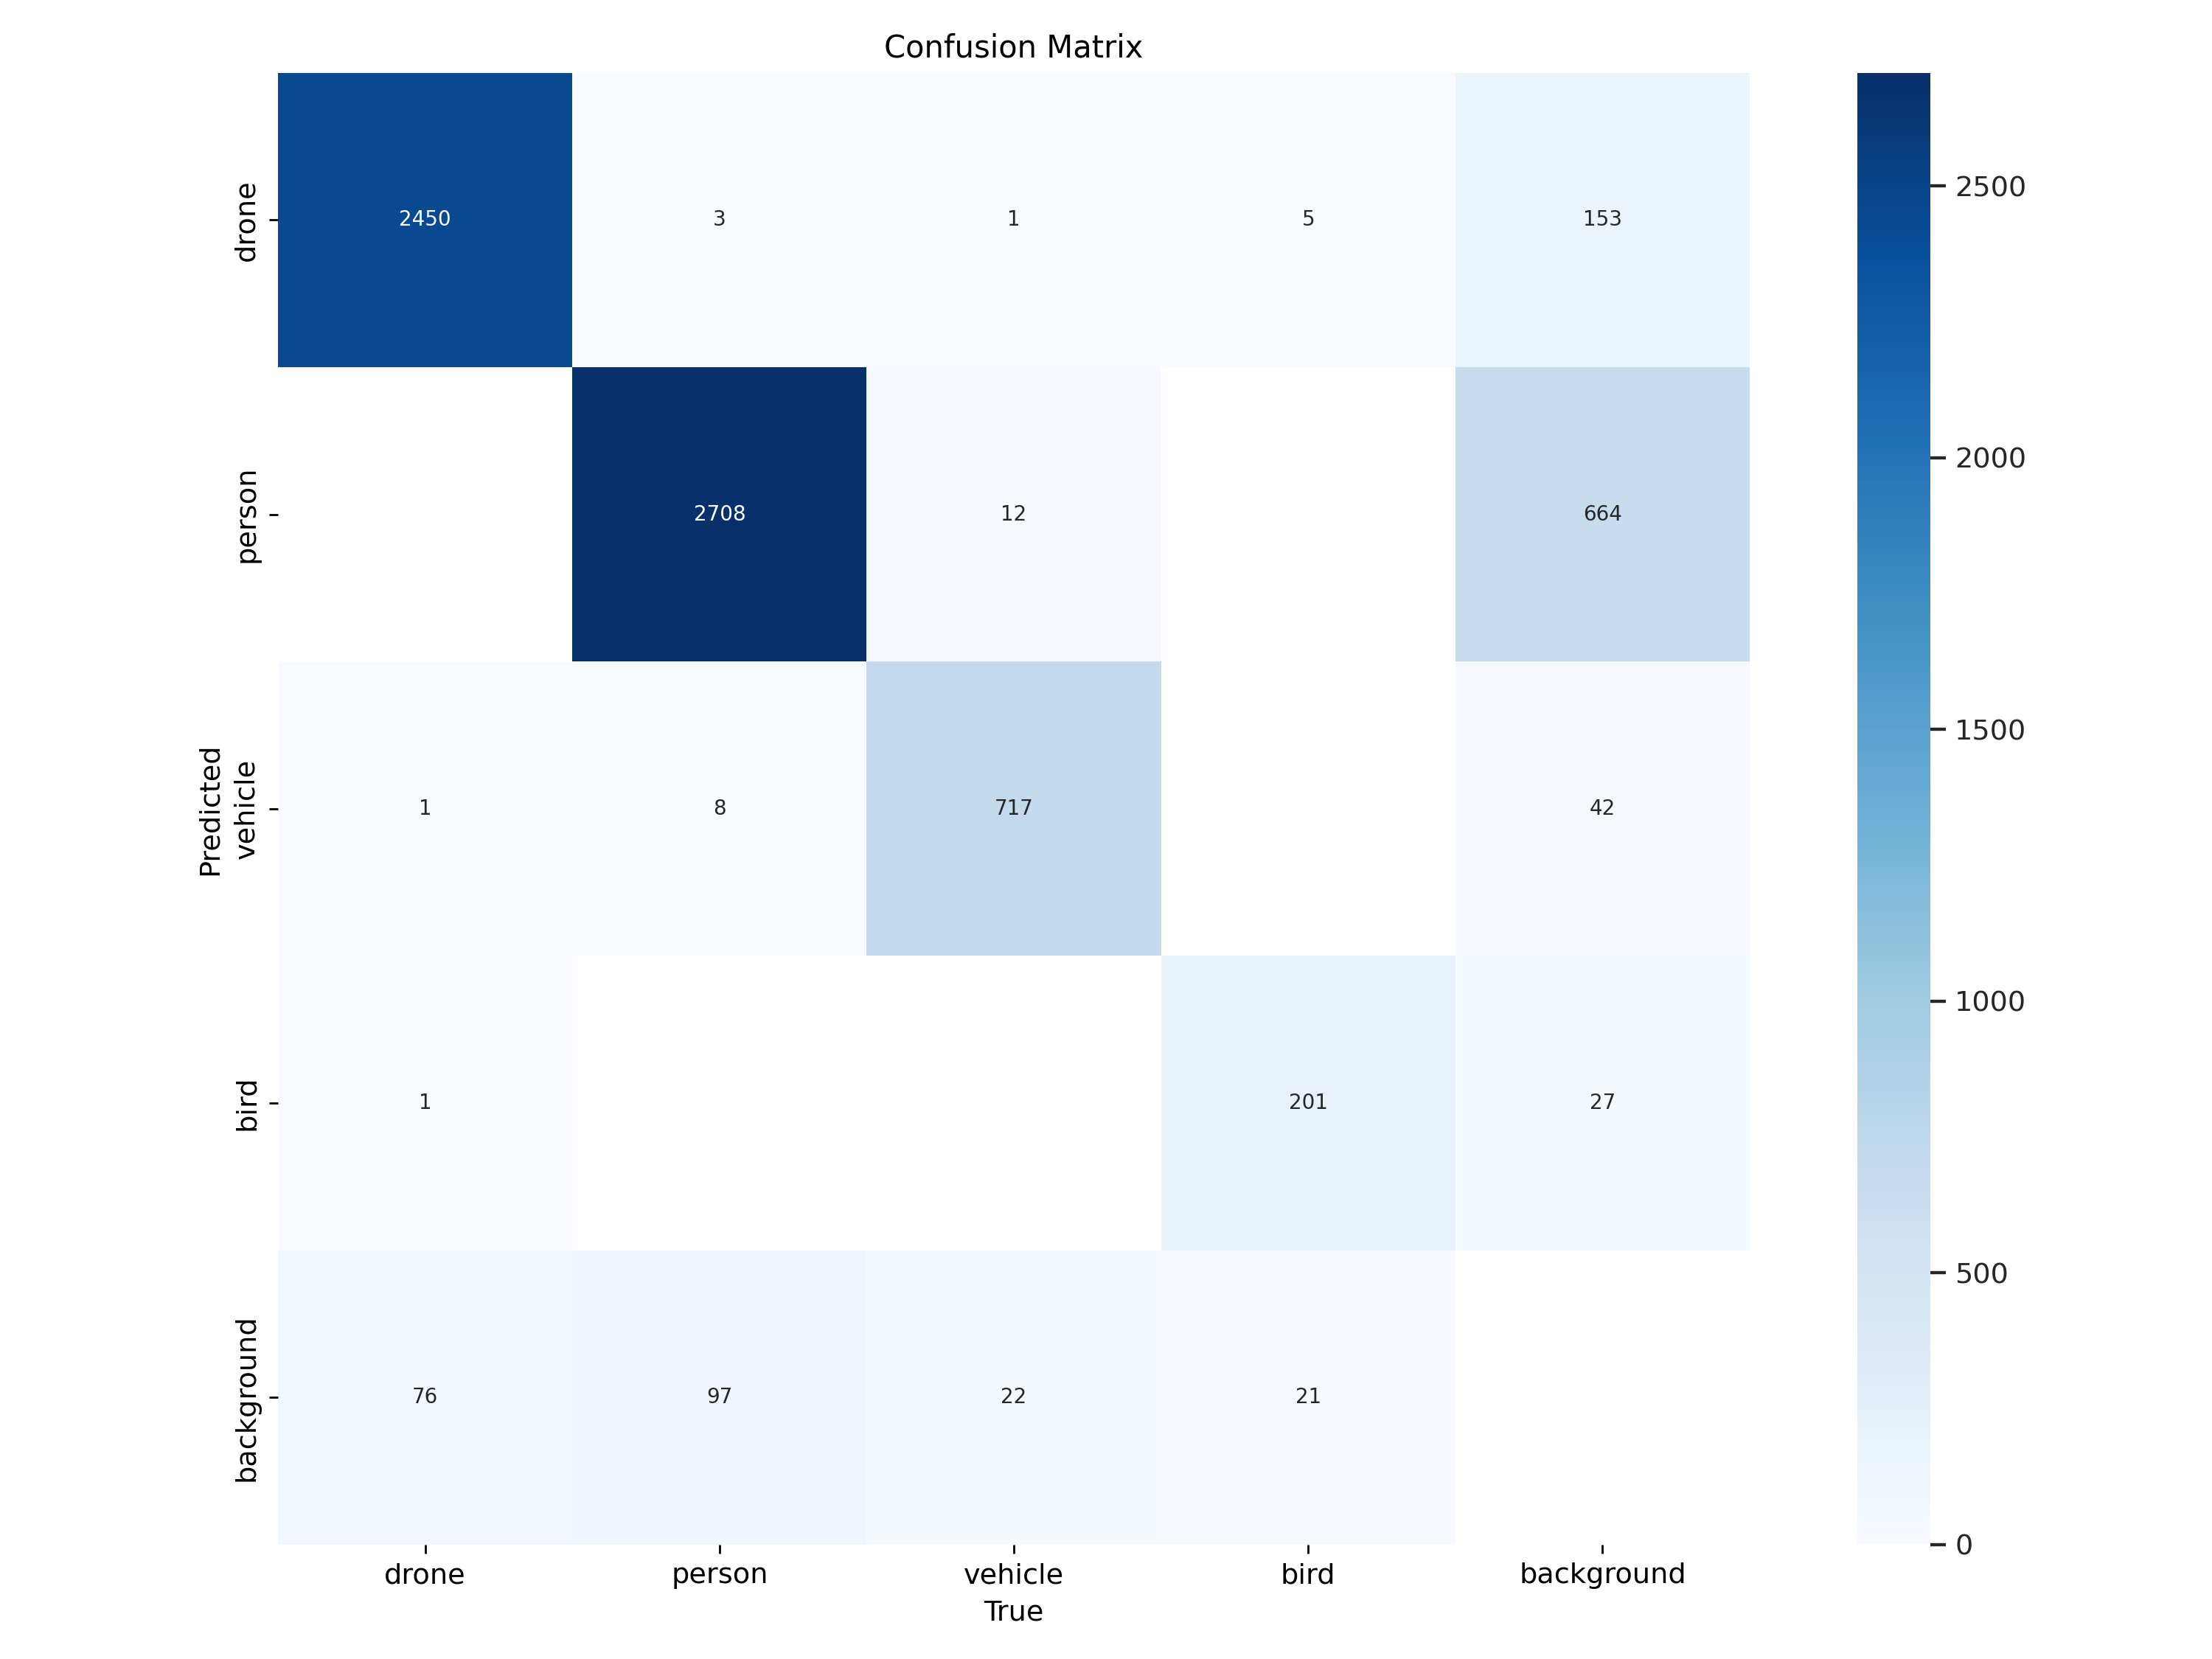 Confusion Matrix
drone
2450
3
1
5
153
person
2708
12
664
Predicted
vehicle
1
8
717
42
bird
1
201
27
background
76
97
22
21
drone
person
vehicle
bird
background
True
2500
2000
1500
1000
500
0